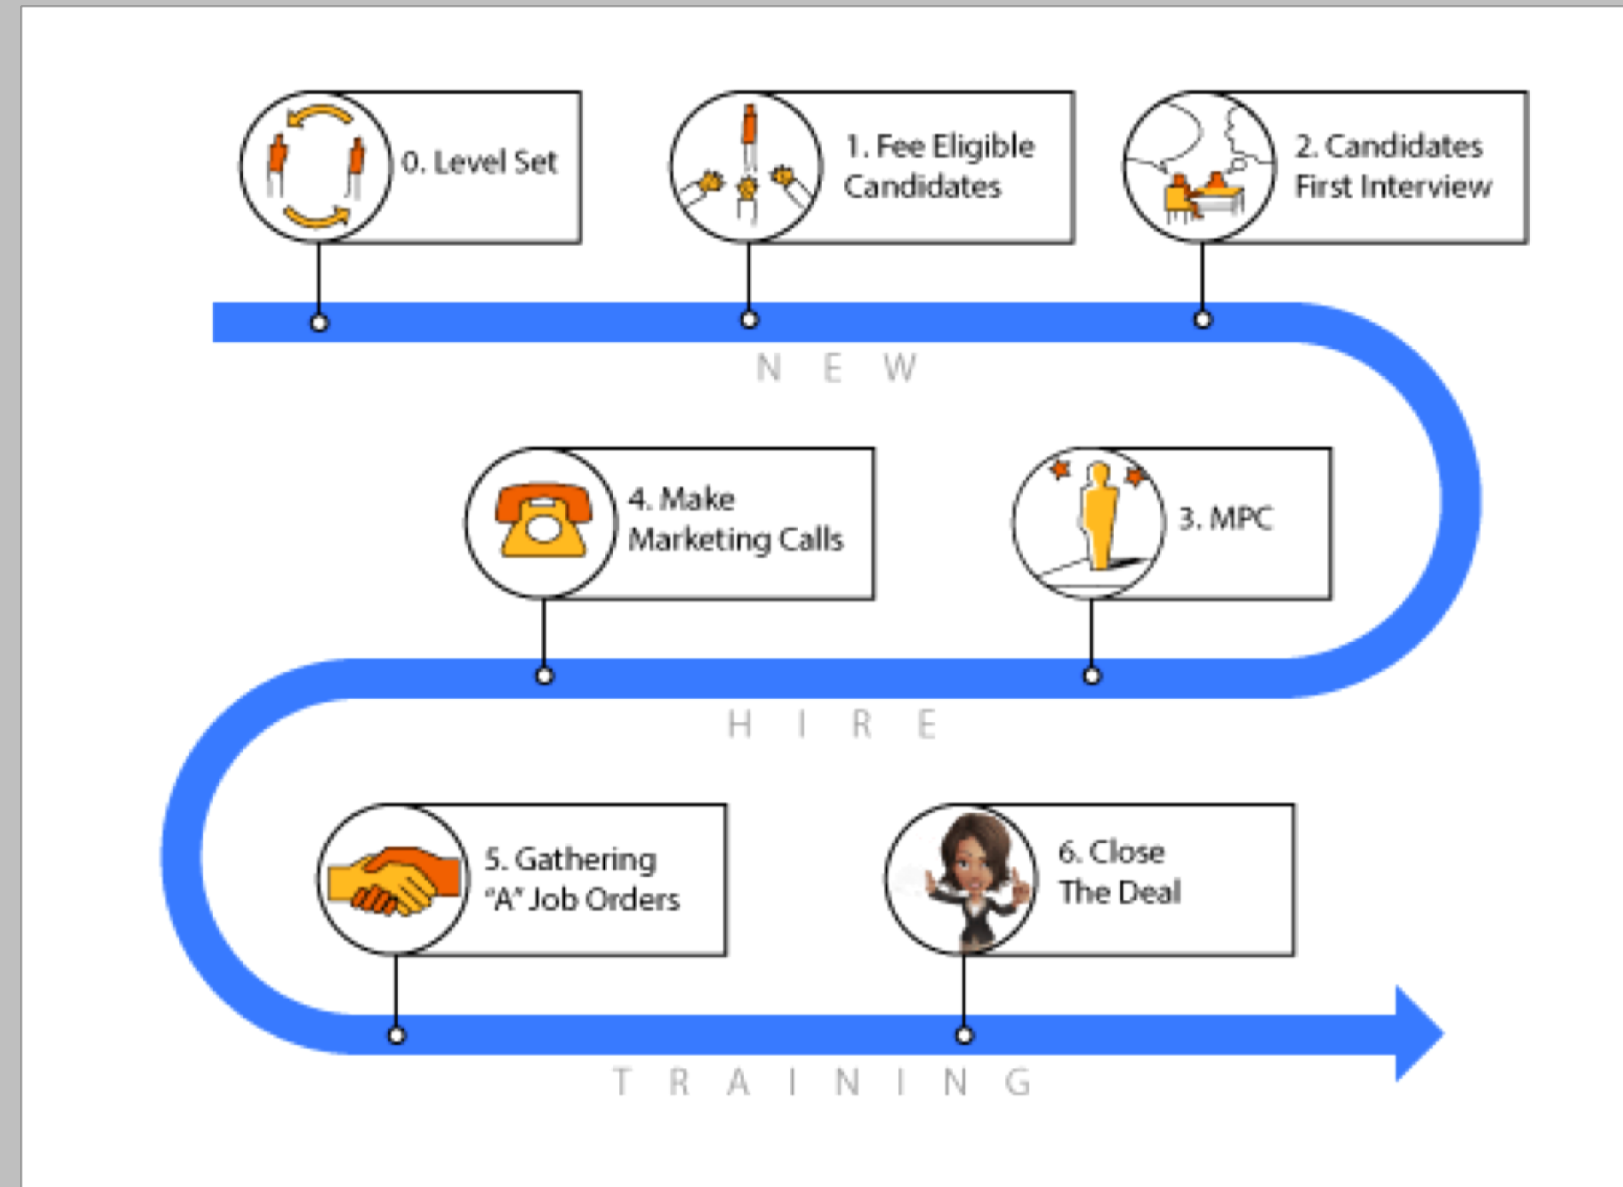 0. Level Set
1. Fee Eligible
Candidates
2. Candidates
First Interview
N E W
4. Make
Marketing Calls
3. MPC
H I R E
5. Gathering
“A” Job Orders
6. Close
The Deal
T R A I N I N G